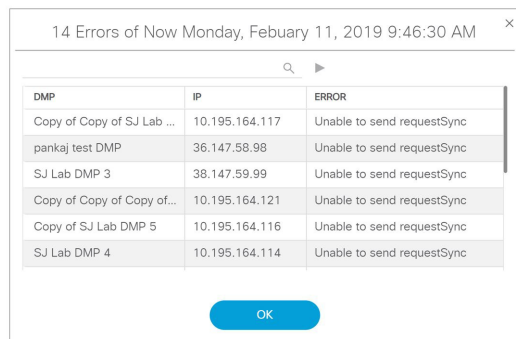 14 Errors of Now Monday, Febuary 11, 2019 9:46:30 AM
DMP IP ERROR
Copy of Copy of SJ Lab ... 10.195.164.117 Unable to send requestSync
pankaj test DMP 36.147.58.98 Unable to send requestSync
SJ Lab DMP 3 38.147.59.99 Unable to send requestSync
Copy of Copy of Copy of... 10.195.164.121 Unable to send requestSync
Copy of SJ Lab DMP 5 10.195.164.116 Unable to send requestSync
SJ Lab DMP 4 10.195.164.114 Unable to send requestSync
OK